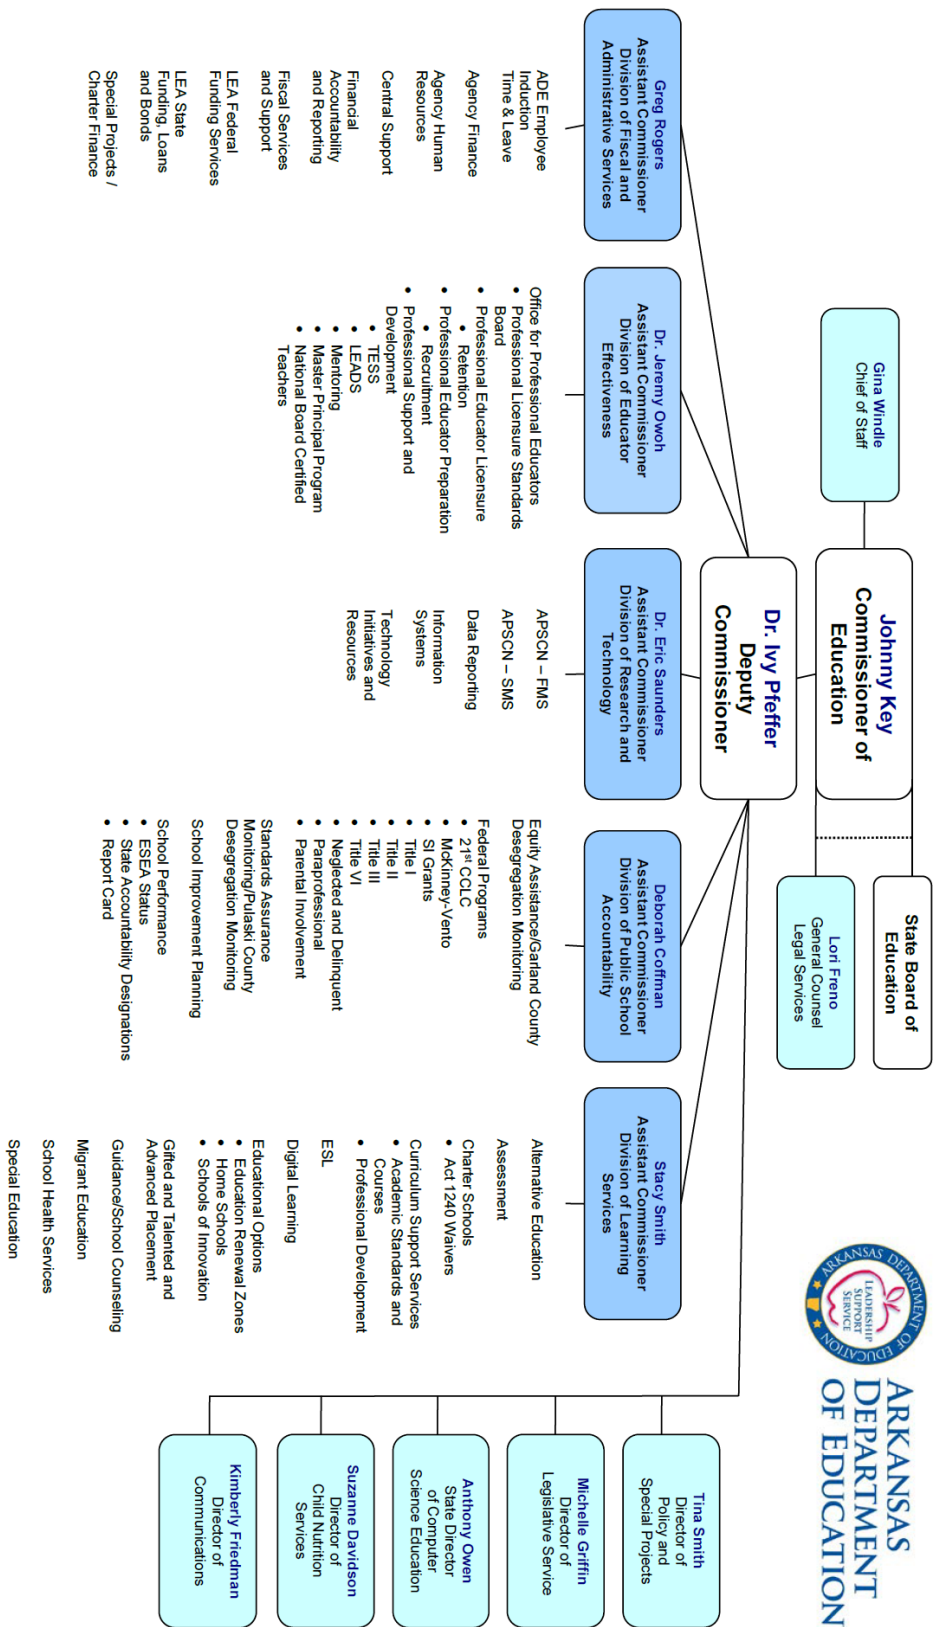 ARKANSAS
DEPARTMENT
OF EDUCATION
ARKANSAS DEPARTMENT OF EDUCATION
LEADERSHIP
SUPPORT
SERVICE
State Board of
Education
Johnny Key
Commissioner of
Education
Gina Windle
Chief of Staff
Lori Freno
General Counsel
Legal Services
Dr. Ivy Pfeffer
Deputy
Commissioner
Greg Rogers
Assistant Commissioner
Division of Fiscal and
Administrative Services
ADE Employee
Induction
Time & Leave
Agency Finance
Agency Human
Resources
Central Support
Financial
Accountability
and Reporting
Fiscal Services
and Support
LEA Federal
Funding Services
LEA State
Funding, Loans
and Bonds
Special Projects /
Charter Finance
Dr. Jeremy Owoh
Assistant Commissioner
Division of Educator
Effectiveness
Office for Professional Educators
• Professional Licensure Standards
Board
• Professional Educator Licensure
• Retention
• Professional Educator Preparation
• Recruitment
• Professional Support and
Development
• TESS
• LEADS
• Mentoring
• Master Principal Program
• National Board Certified
Teachers
Dr. Eric Saunders
Assistant Commissioner
Division of Research and
Technology
APSCN – FMS
APSCN – SMS
Data Reporting
Information
Systems
Technology
Initiatives and
Resources
Deborah Coffman
Assistant Commissioner
Division of Public School
Accountability
Equity Assistance/Garland County
Desegregation Monitoring
Federal Programs
• 21st CCLC
• McKinney-Vento
• SI Grants
• Title I
• Title II
• Title III
• Title VI
• Neglected and Delinquent
• Paraprofessional
• Parental Involvement
Standards Assurance
Monitoring/Pulaski County
Desegregation Monitoring
School Improvement Planning
School Performance
• ESEA Status
• State Accountability Designations
• Report Card
Stacy Smith
Assistant Commissioner
Division of Learning
Services
Alternative Education
Assessment
Charter Schools
• Act 1240 Waivers
Curriculum Support Services
• Academic Standards and
Courses
• Professional Development
ESL
Digital Learning
Educational Options
• Education Renewal Zones
• Home Schools
• Schools of Innovation
Gifted and Talented and
Advanced Placement
Guidance/School Counseling
Migrant Education
School Health Services
Special Education
Tina Smith
Director of
Policy and
Special Projects
Michelle Griffin
Director of
Legislative Service
Anthony Owen
State Director
of Computer
Science Education
Suzanne Davidson
Director of
Child Nutrition
Services
Kimberly Friedman
Director of
Communications